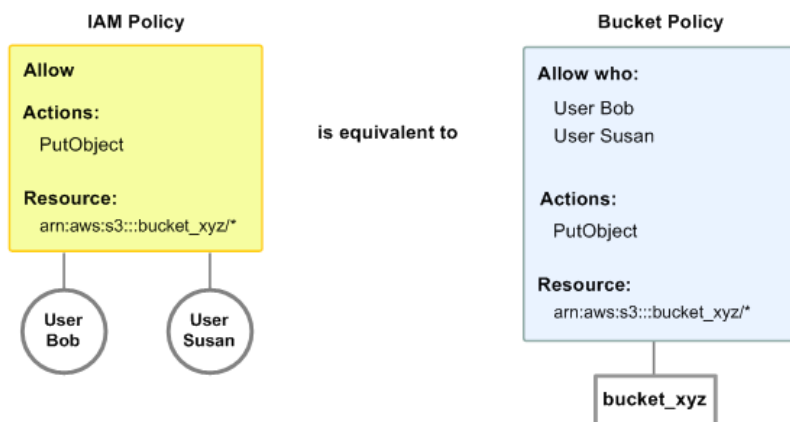 IAM Policy
Allow
Actions:
PutObject
Resource:
arn:aws:s3:::bucket_xyz/*
User
Bob
User
Susan
is equivalent to
Bucket Policy
Allow who:
User Bob
User Susan
Actions:
PutObject
Resource:
arn:aws:s3:::bucket_xyz/*
bucket_xyz